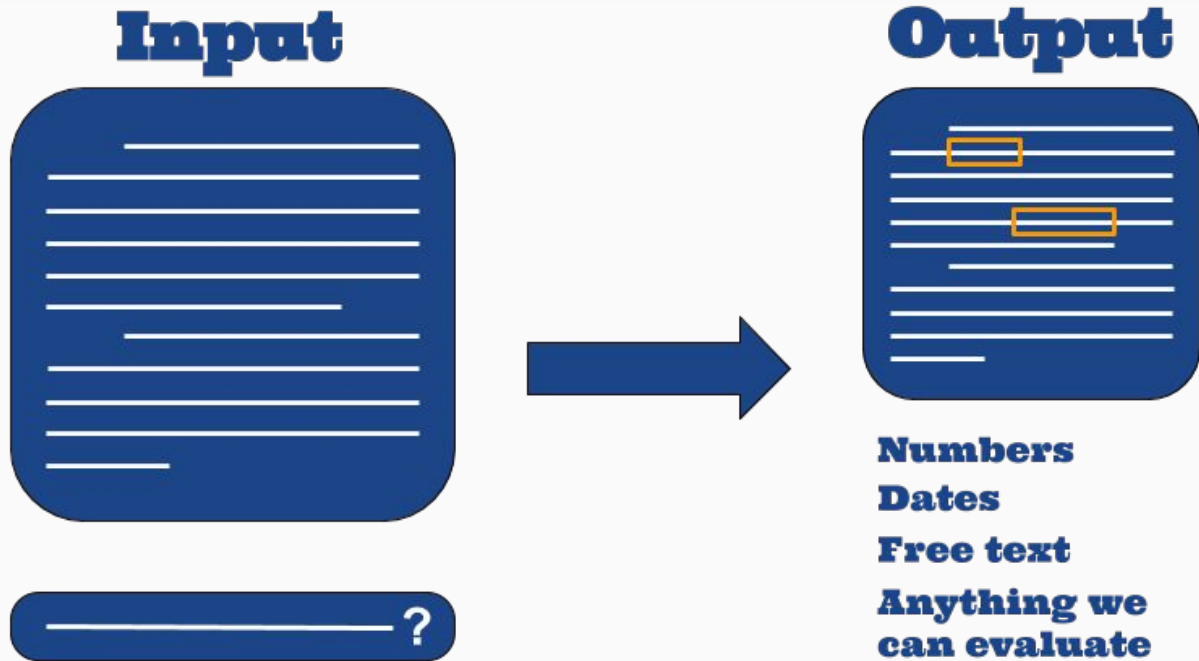 Input
Output
?
Numbers
Dates
Free text
Anything we
can evaluate